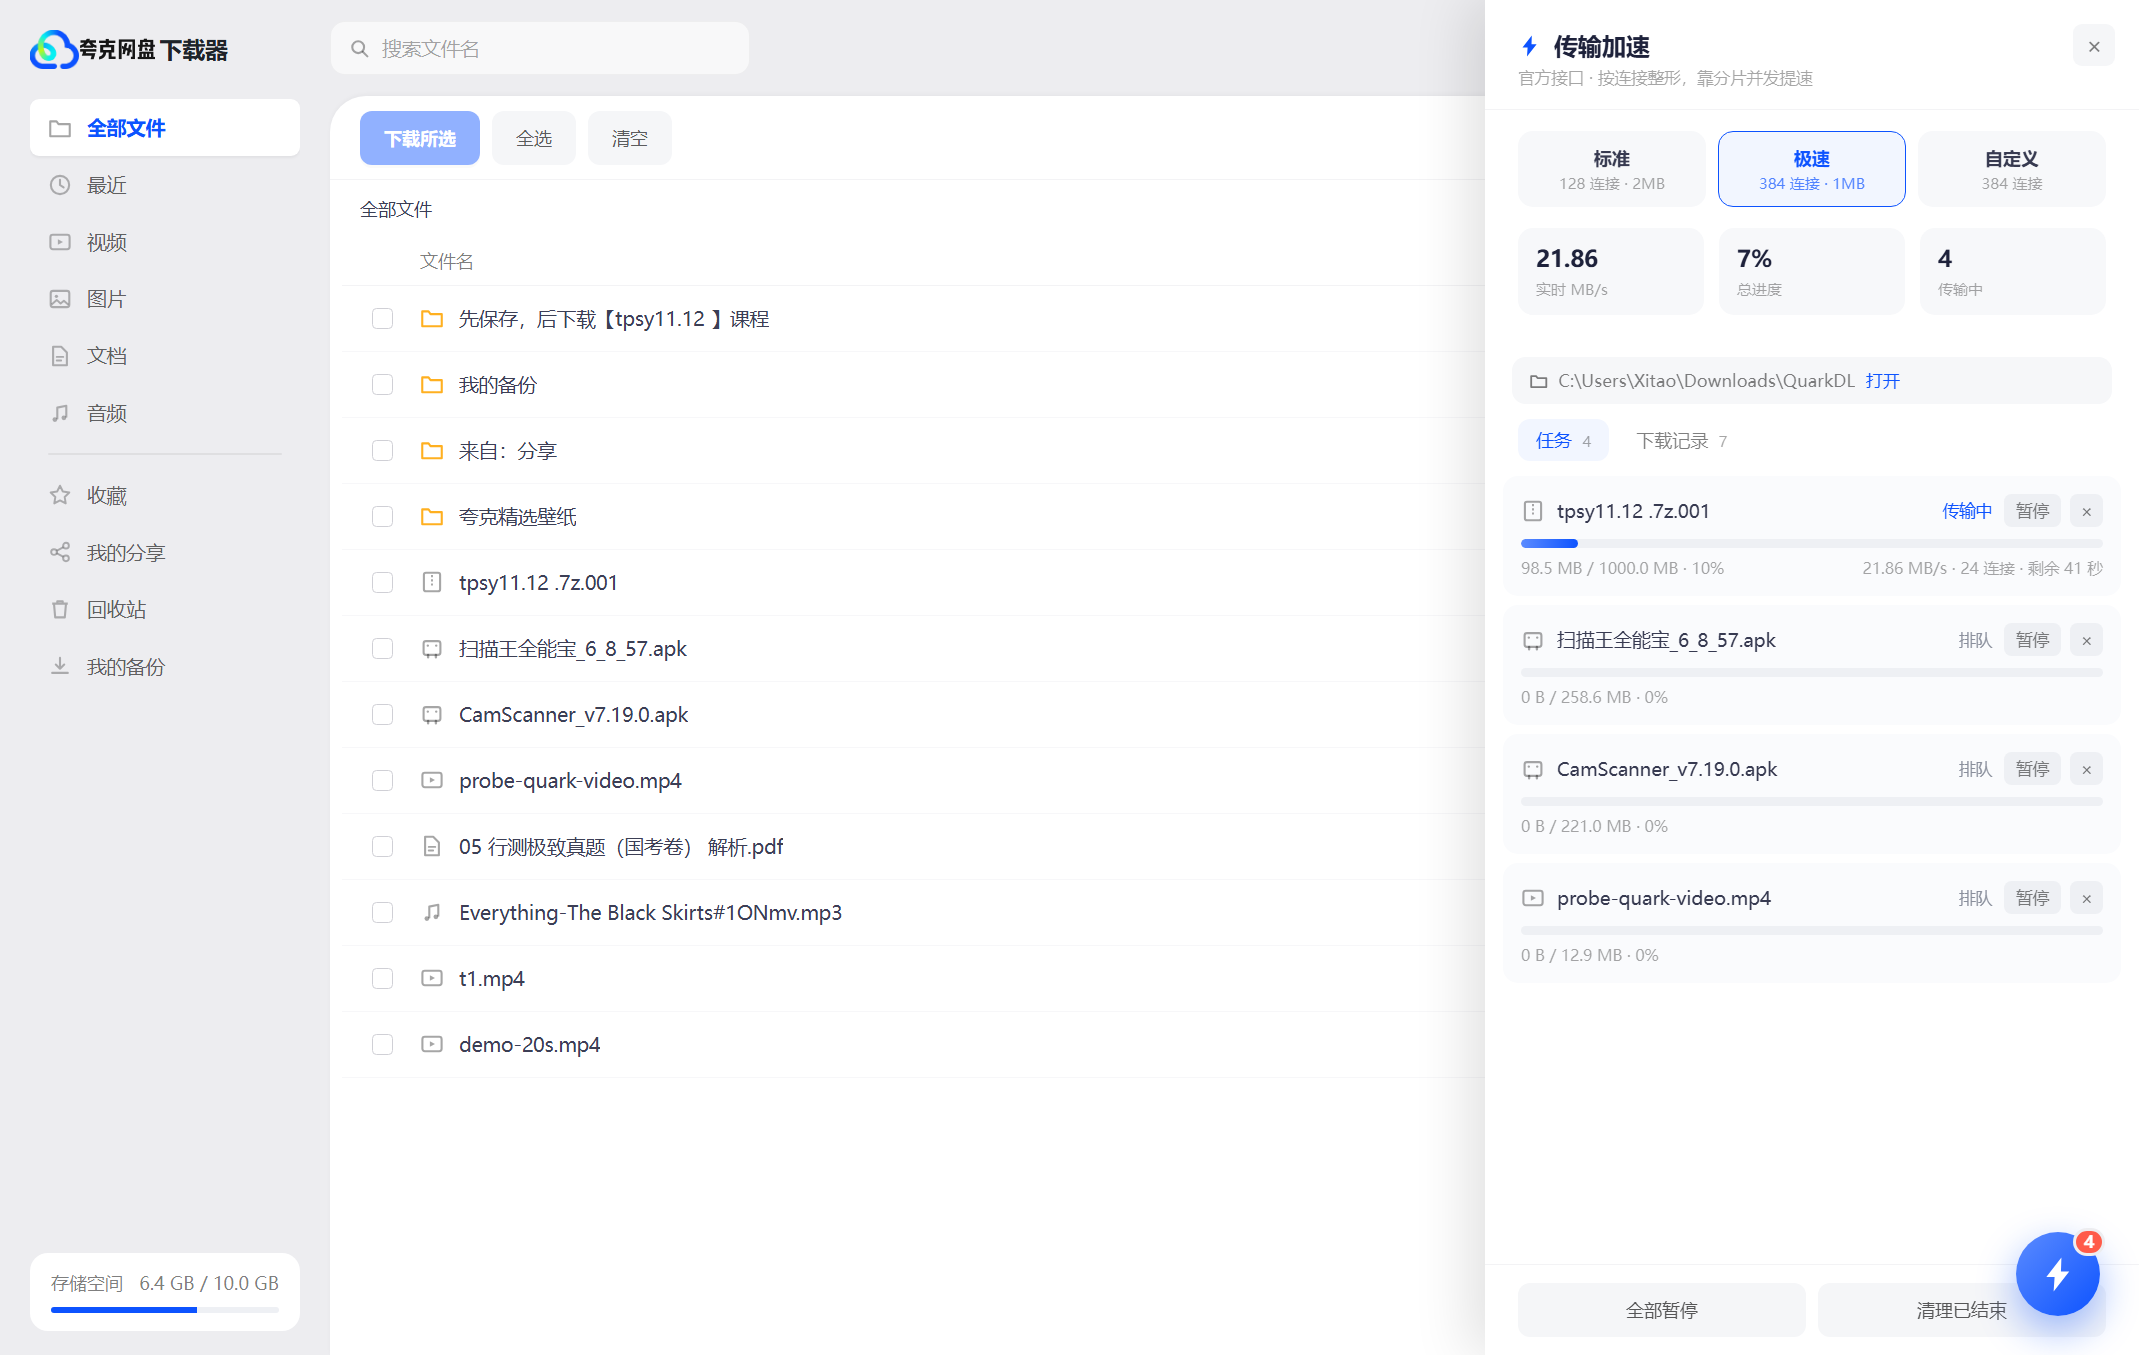 夸克网盘 下载器
搜索文件名
全部文件
最近
视频
图片
文档
音频
收藏
我的分享
回收站
我的备份
存储空间 6.4 GB / 10.0 GB
下载所选 全选 清空
全部文件
文件名
先保存，后下载【tpsy11.12 】课程
我的备份
来自：分享
夸克精选壁纸
tpsy11.12 .7z.001
扫描王全能宝_6_8_57.apk
CamScanner_v7.19.0.apk
probe-quark-video.mp4
05 行测极致真题（国考卷） 解析.pdf
Everything-The Black Skirts#1ONmv.mp3
t1.mp4
demo-20s.mp4
传输加速
×
官方接口 · 按连接整形，靠分片并发提速
标准 极速 自定义
128 连接 · 2MB 384 连接 · 1MB 384 连接
21.86 7% 4
实时 MB/s 总进度 传输中
C:\Users\Xitao\Downloads\QuarkDL 打开
任务 4 下载记录 7
tpsy11.12 .7z.001 传输中 暂停 ×
98.5 MB / 1000.0 MB · 10% 21.86 MB/s · 24 连接 · 剩余 41 秒
扫描王全能宝_6_8_57.apk 排队 暂停 ×
0 B / 258.6 MB · 0%
CamScanner_v7.19.0.apk 排队 暂停 ×
0 B / 221.0 MB · 0%
probe-quark-video.mp4 排队 暂停 ×
0 B / 12.9 MB · 0%
4
全部暂停 清理已结束